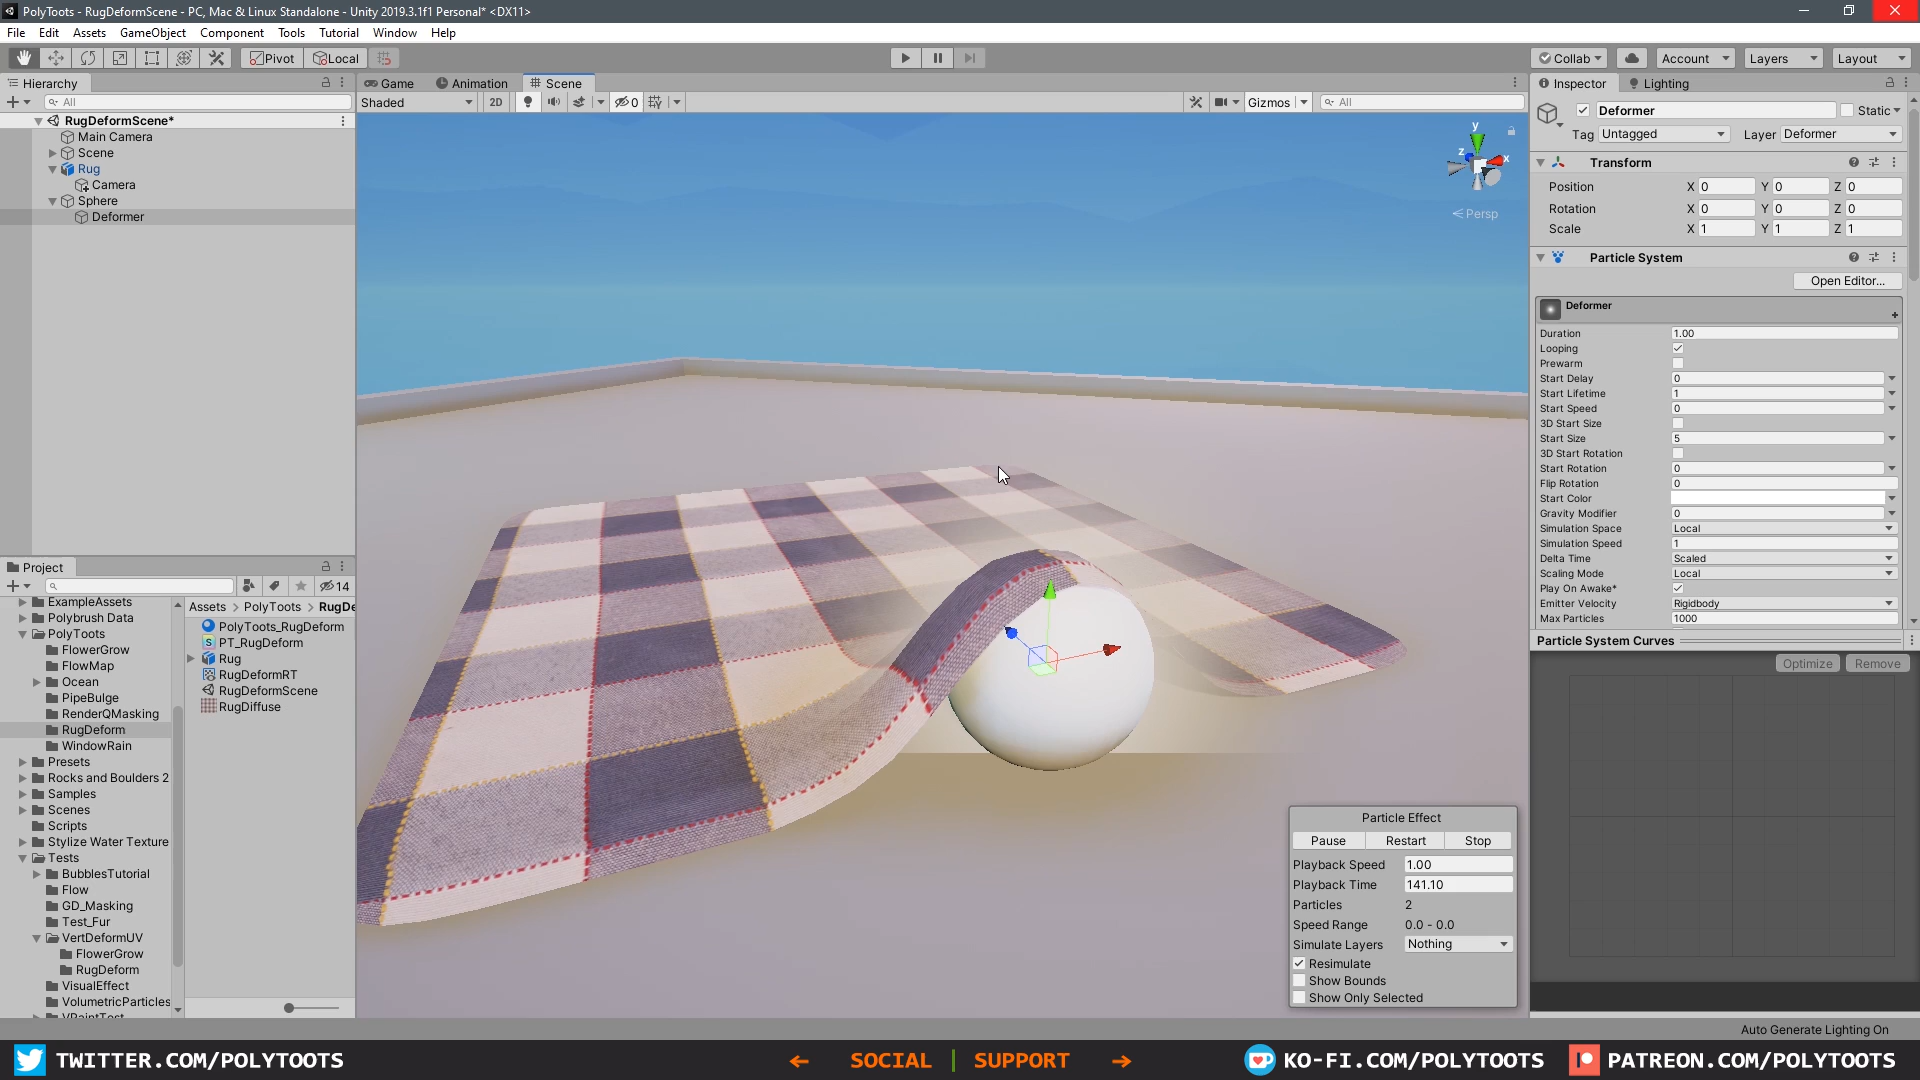 PolyToots - RugDeformScene - PC, Mac & Linux Standalone - Unity 2019.3.1f1 Personal* <DX11>
File Edit Assets GameObject Component Tools Tutorial Window Help
Pivot Local Collab Account Layers Layout
Hierarchy
All
RugDeformScene*
Main Camera
Scene
Rug
Camera
Sphere
Deformer
Project
14
ExampleAssets
Polybrush Data
PolyToots
FlowerGrow
FlowMap
Ocean
PipeBulge
RenderQMasking
RugDeform
WindowRain
Presets
Rocks and Boulders 2
Samples
Scenes
Scripts
Stylize Water Texture
Tests
BubblesTutorial
Flow
GD_Masking
Test_Fur
VertDeformUV
FlowerGrow
RugDeform
VisualEffect
VolumetricParticles
VPaintTest
Assets > PolyToots > RugDe
PolyToots_RugDeform
PT_RugDeform
Rug
RugDeformRT
RugDeformScene
RugDiffuse
Game Animation Scene
Shaded 2D 0 Gizmos All
y
z x
Persp
Particle Effect
Pause Restart Stop
Playback Speed 1.00
Playback Time 141.10
Particles 2
Speed Range 0.0 - 0.0
Simulate Layers Nothing
Resimulate
Show Bounds
Show Only Selected
Inspector Lighting
Deformer Static
Tag Untagged Layer Deformer
Transform
Position X 0 Y 0 Z 0
Rotation X 0 Y 0 Z 0
Scale X 1 Y 1 Z 1
Particle System
Open Editor...
Deformer
Duration 1.00
Looping
Prewarm
Start Delay 0
Start Lifetime 1
Start Speed 0
3D Start Size
Start Size 5
3D Start Rotation
Start Rotation 0
Flip Rotation 0
Start Color
Gravity Modifier 0
Simulation Space Local
Simulation Speed 1
Delta Time Scaled
Scaling Mode Local
Play On Awake*
Emitter Velocity Rigidbody
Max Particles 1000
Particle System Curves
Optimize Remove
Auto Generate Lighting On
TWITTER.COM/POLYTOOTS
← SOCIAL | SUPPORT →
KO-FI.COM/POLYTOOTS
PATREON.COM/POLYTOOTS